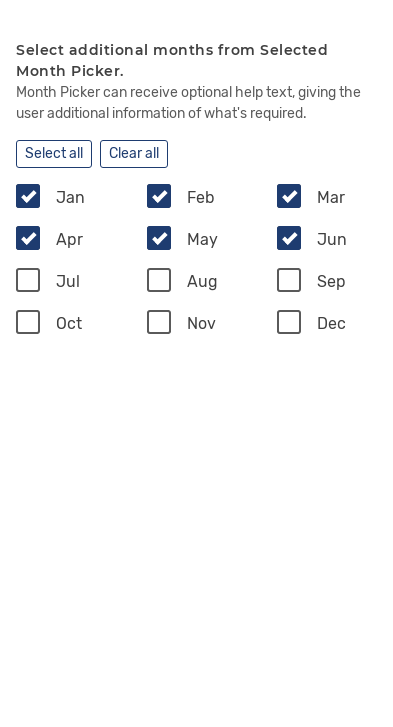 Select additional months from Selected
Month Picker.
Month Picker can receive optional help text, giving the
user additional information of what's required.
Select all Clear all
Jan Feb Mar
Apr May Jun
Jul Aug Sep
Oct Nov Dec